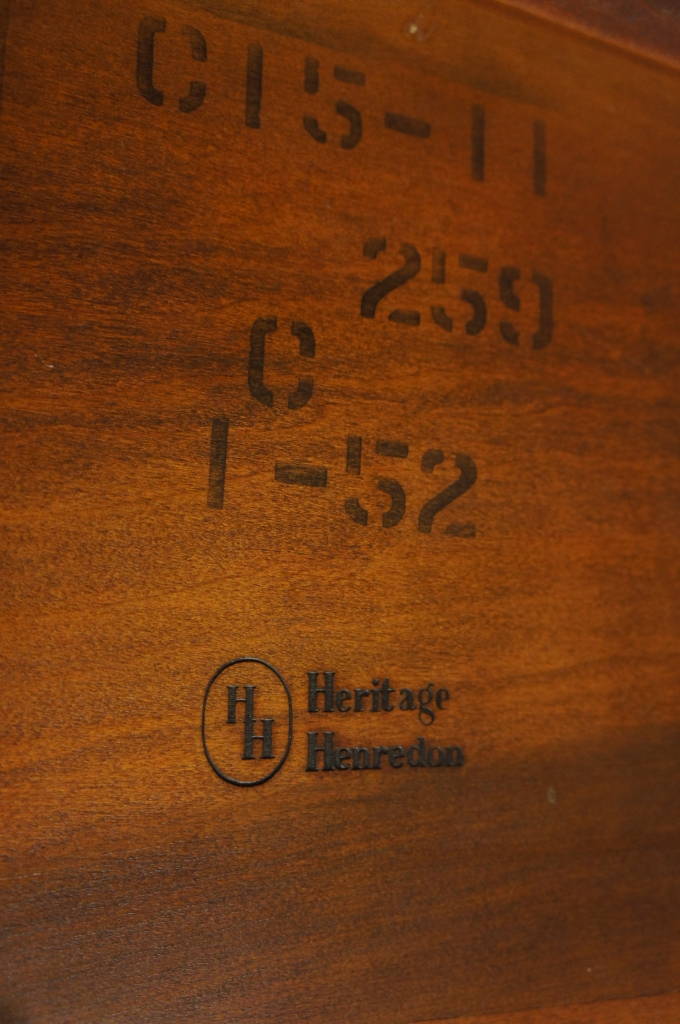 C15-11
259
C
1-52
HH Heritage
Henredon